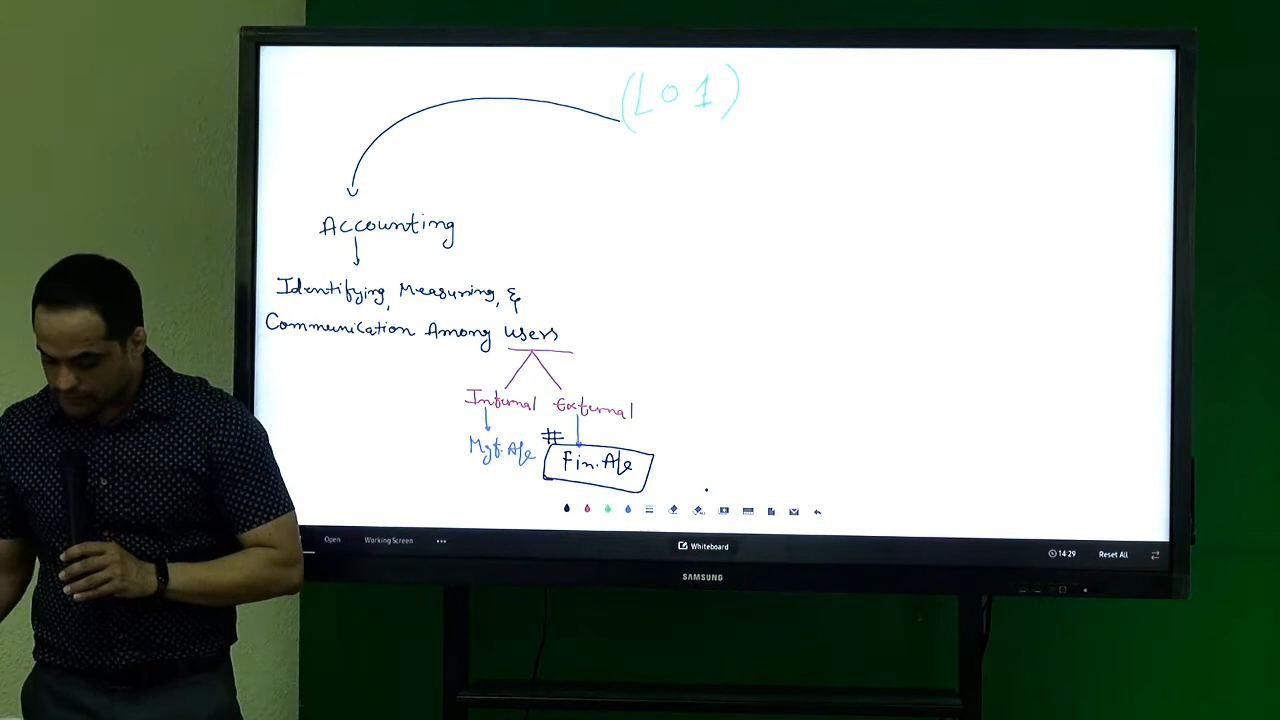 (LO 1)
Accounting
Identifying, Measuring, &
Communication Among users
Internal External
Mgt. A/c #
Fin. A/c
Open Working Screen ••• Whiteboard 14:29 Reset All
SAMSUNG